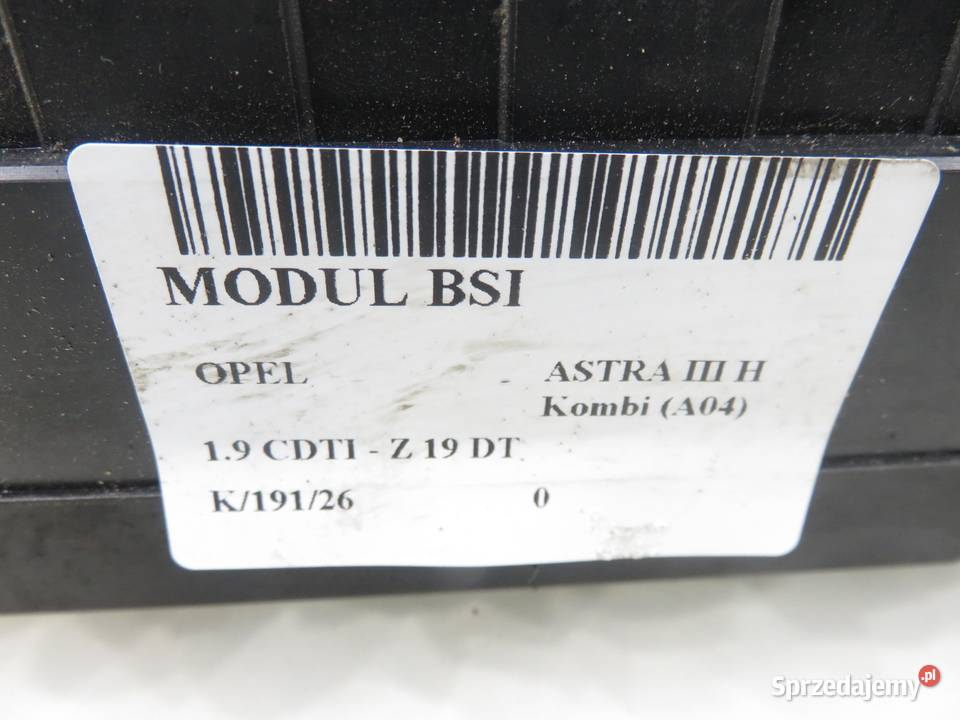 MODUL BSI
OPEL ASTRA III H
Kombi (A04)
1.9 CDTI - Z 19 DT
K/191/26 0
Sprzedajemy.pl